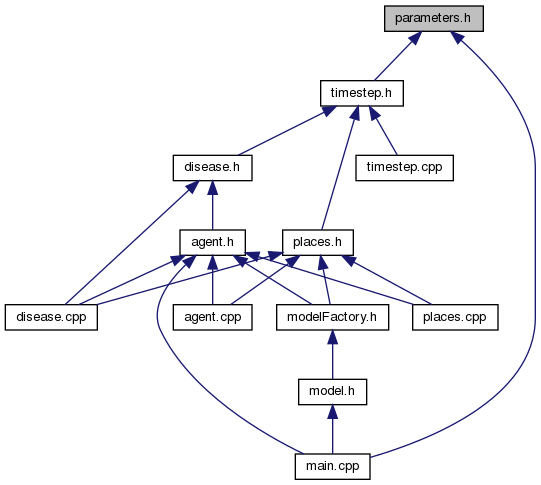 parameters.h
timestep.h
disease.h
timestep.cpp
agent.h
places.h
disease.cpp
agent.cpp
modelFactory.h
places.cpp
model.h
main.cpp